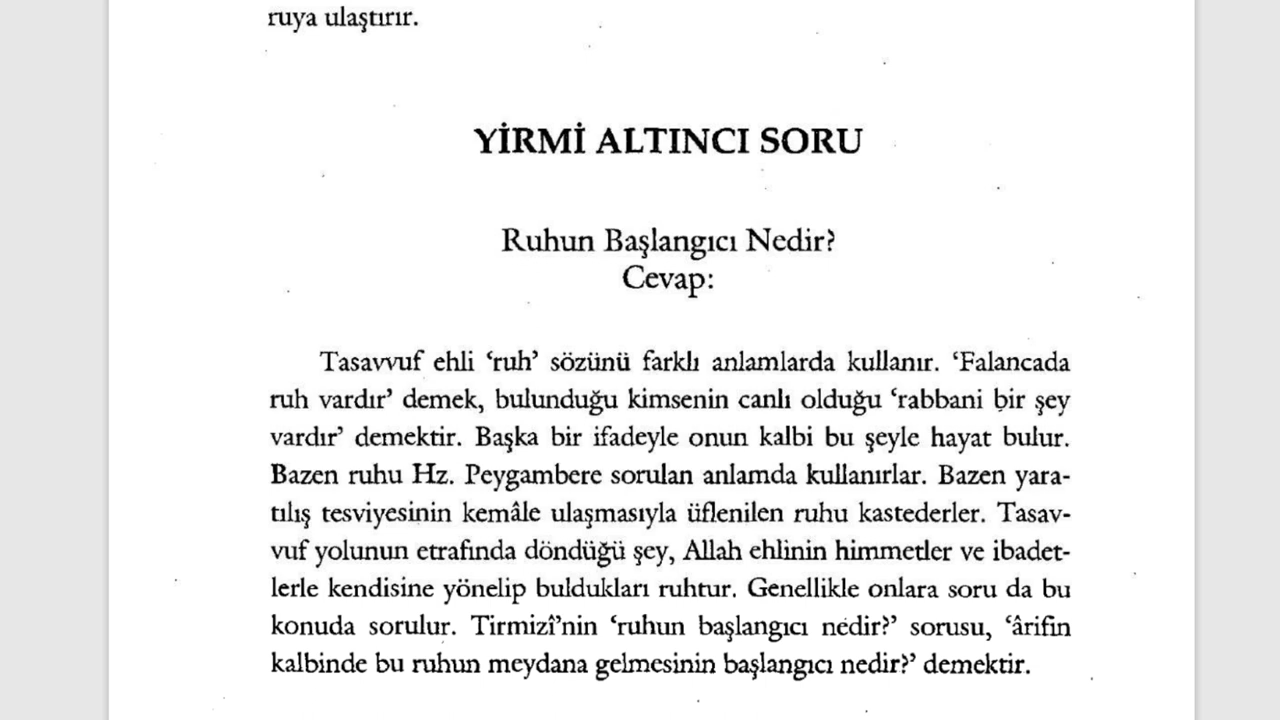 ruya ulaştırır.
YİRMİ ALTINCI SORU
Ruhun Başlangıcı Nedir?
Cevap:
Tasavvuf ehli ‘ruh’ sözünü farklı anlamlarda kullanır. ‘Falancada
ruh vardır’ demek, bulunduğu kimsenin canlı olduğu ‘rabbani bir şey
vardır’ demektir. Başka bir ifadeyle onun kalbi bu şeyle hayat bulur.
Bazen ruhu Hz. Peygambere sorulan anlamda kullanırlar. Bazen yara-
tılış tesviyesinin kemâle ulaşmasıyla üflenilen ruhu kastederler. Tasav-
vuf yolunun etrafında döndüğü şey, Allah ehlinin himmetler ve ibadet-
lerle kendisine yönelip buldukları ruhtur. Genellikle onlara soru da bu
konuda sorulur. Tirmizî’nin ‘ruhun başlangıcı nedir?’ sorusu, ‘ârifin
kalbinde bu ruhun meydana gelmesinin başlangıcı nedir?’ demektir.